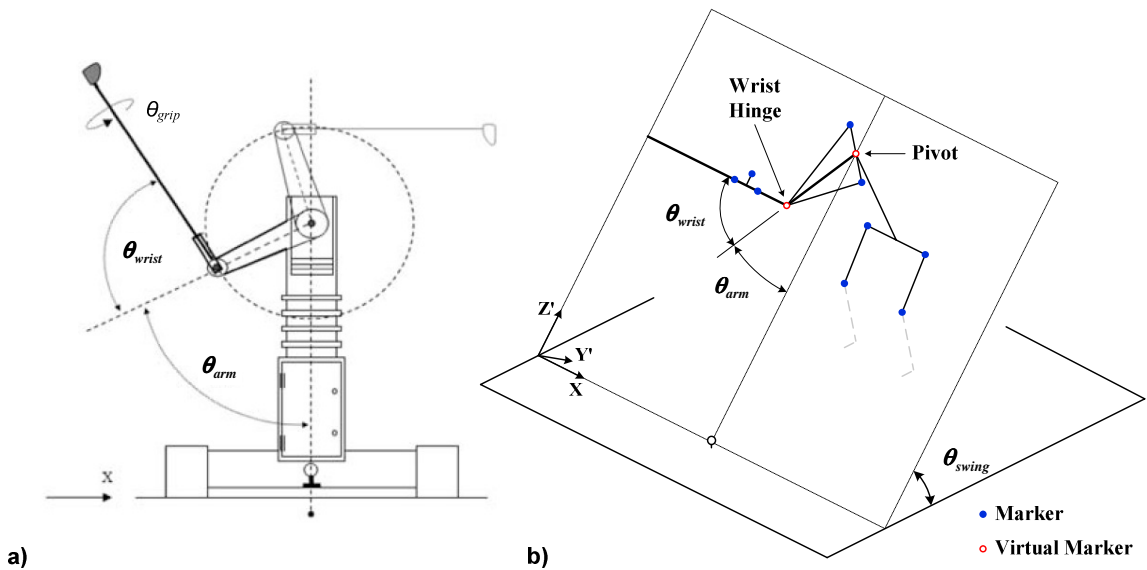 θgrip
θwrist
θarm
X
a)
Wrist
Hinge
Pivot
θwrist
θarm
Z'
Y'
X
θswing
Marker
Virtual Marker
b)